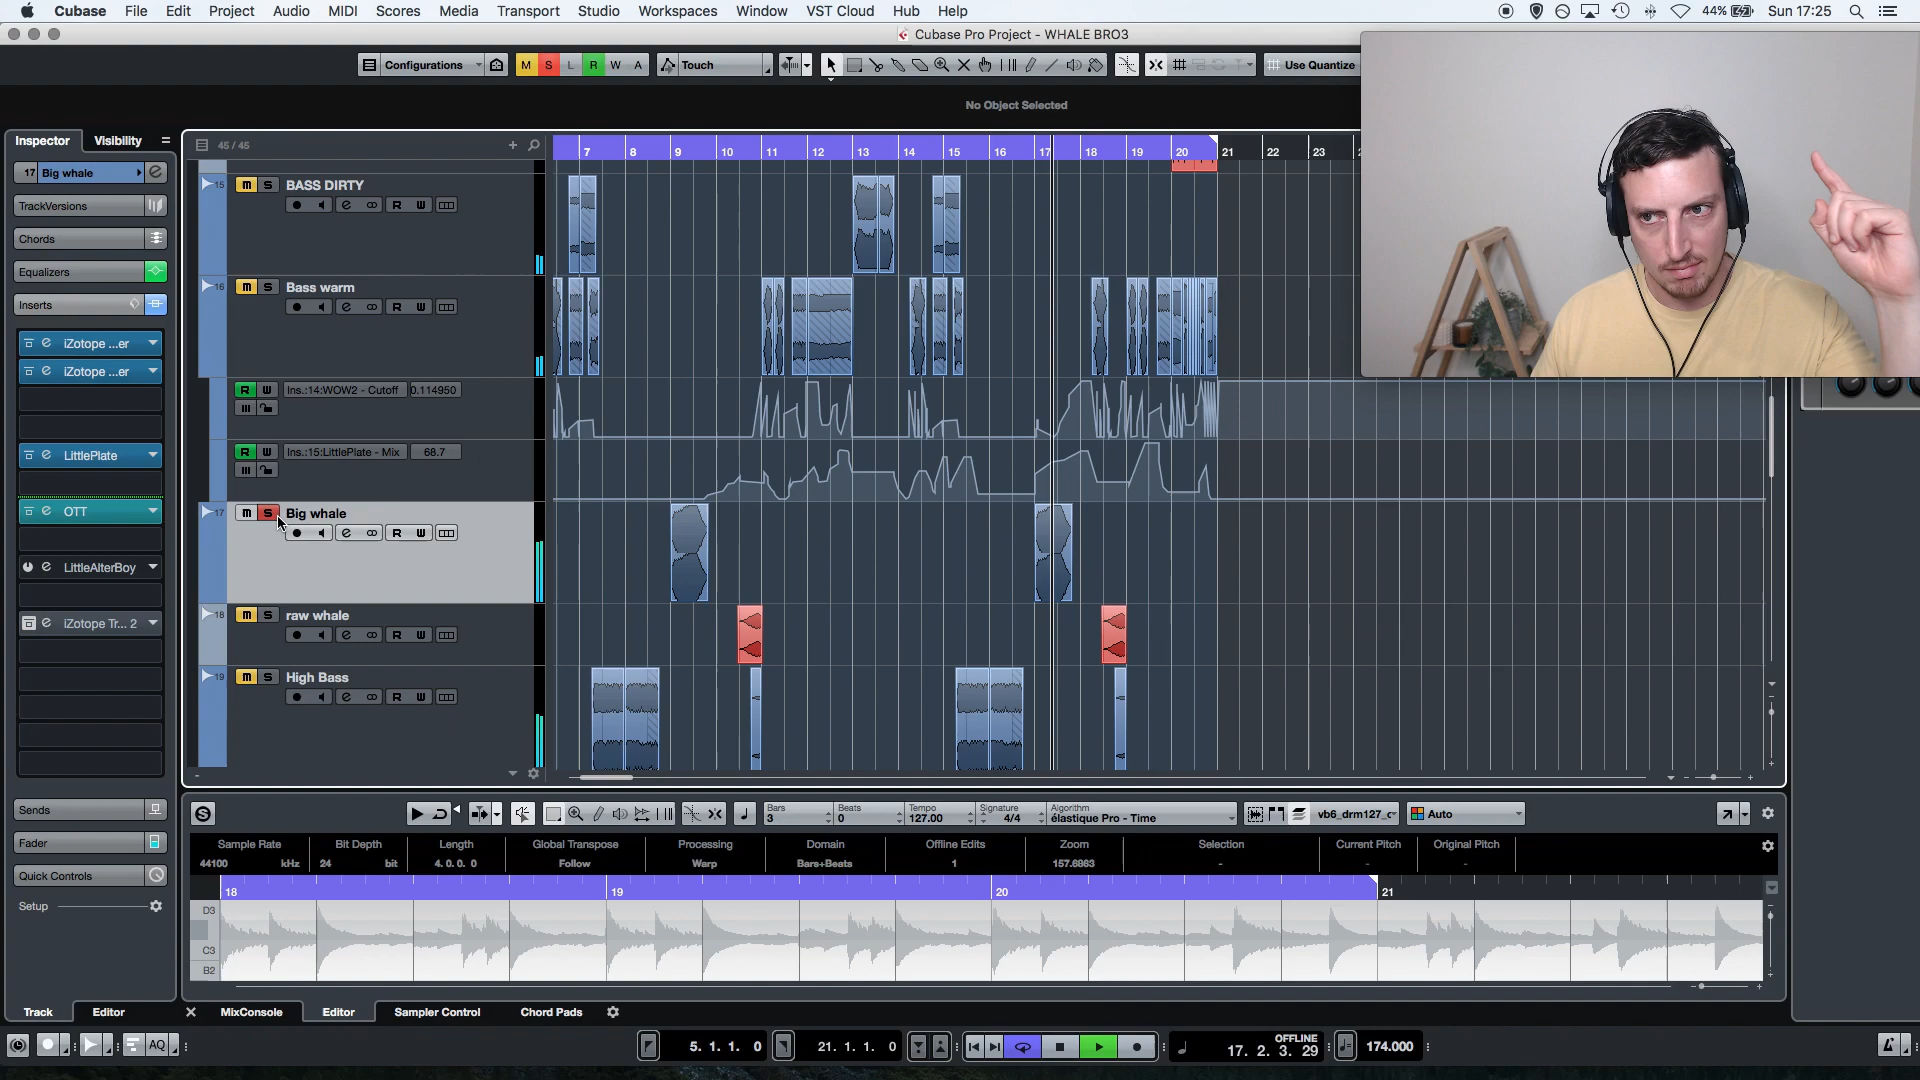 Cubase File Edit Project Audio MIDI Scores Media Transport Studio Workspaces Window VST Cloud Hub Help
44% Sun 17:25
Cubase Pro Project - WHALE BRO3
Configurations M S L R W A Touch Use Quantize
No Object Selected
Inspector Visibility
45 / 45
7 8 9 10 11 12 13 14 15 16 17 18 19 20 21 22 23
17 Big whale
TrackVersions
Chords
Equalizers
Inserts
iZotope ...er
iZotope ...er
LittlePlate
OTT
LittleAlterBoy
iZotope Tr... 2
Sends
Fader
Quick Controls
Setup
15 m S BASS DIRTY
R W
16 m S Bass warm
R W
R W Ins.:14:WOW2 - Cutoff 0.114950
R W Ins.:15:LittlePlate - Mix 68.7
17 m S Big whale
R W
18 m S raw whale
R W
19 m S High Bass
R W
Bars Beats Tempo Signature Algorithm
3 0 127.00 4/4 élastique Pro - Time
vb6_drm127_c
Auto
Sample Rate Bit Depth Length Global Transpose Processing Domain Offline Edits Zoom Selection Current Pitch Original Pitch
44100 kHz 24 bit 4. 0. 0. 0 Follow Warp Bars+Beats 1 157.6863 - - -
18 19 20 21
D3
C3
B2
Track Editor
MixConsole Editor Sampler Control Chord Pads
AQ
5. 1. 1. 0
21. 1. 1. 0
OFFLINE
17. 2. 3. 29
174.000